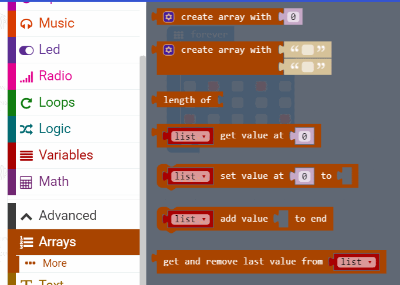 Music
Led
Radio
Loops
Logic
Variables
Math
Advanced
Arrays
More
create array with 0
forever
create array with “ ”
“ ”
length of
list get value at 0
list set value at 0 to
list add value to end
get and remove last value from list